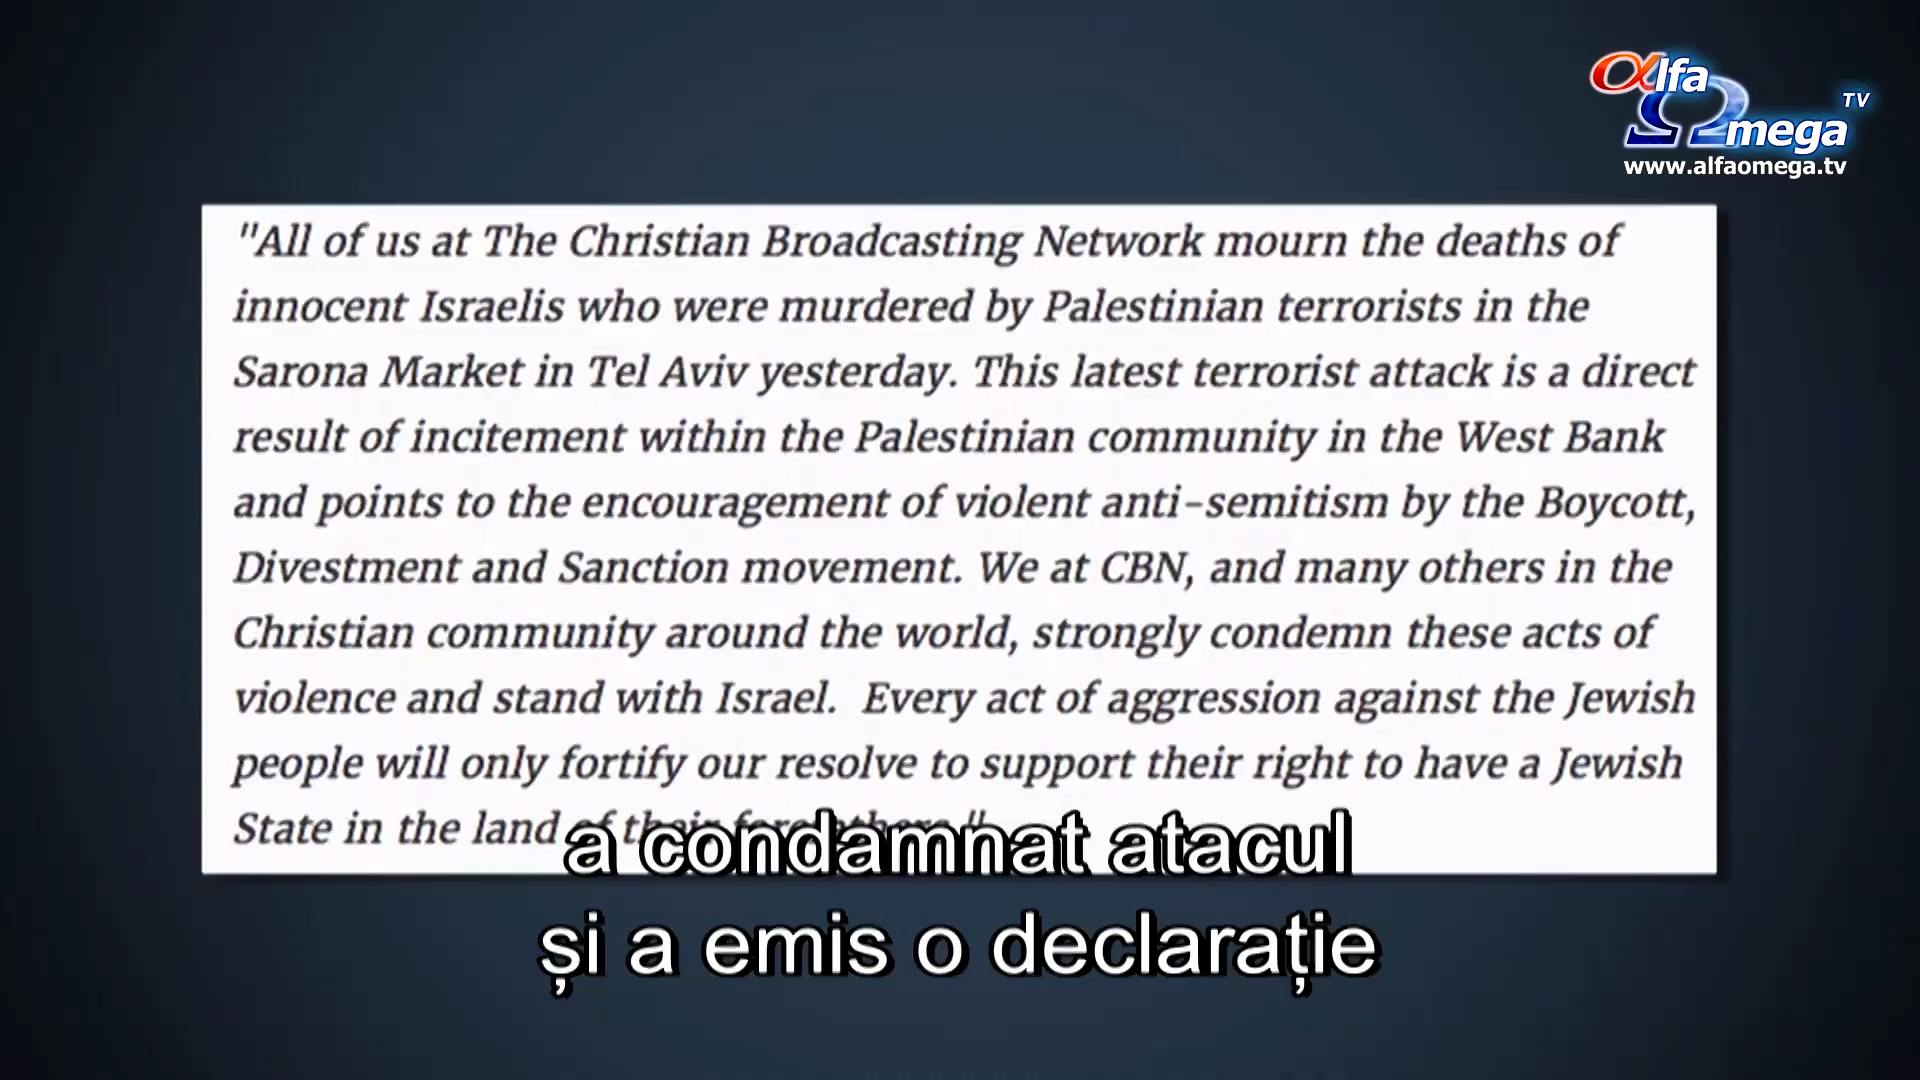 αlfa
Ωmega TV
www.alfaomega.tv
"All of us at The Christian Broadcasting Network mourn the deaths of
innocent Israelis who were murdered by Palestinian terrorists in the
Sarona Market in Tel Aviv yesterday. This latest terrorist attack is a direct
result of incitement within the Palestinian community in the West Bank
and points to the encouragement of violent anti-semitism by the Boycott,
Divestment and Sanction movement. We at CBN, and many others in the
Christian community around the world, strongly condemn these acts of
violence and stand with Israel.  Every act of aggression against the Jewish
people will only fortify our resolve to support their right to have a Jewish
State in the land of their forefathers."
a condamnat atacul
și a emis o declarație